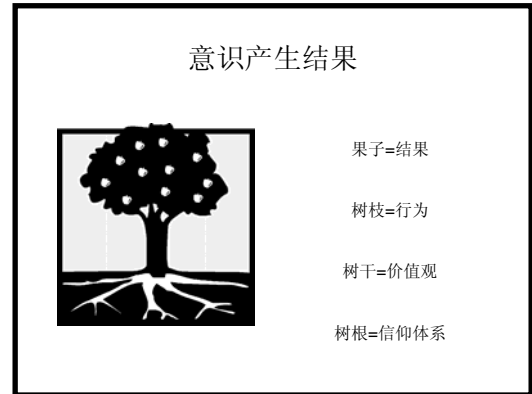 意识产生结果
果子=结果
树枝=行为
树干=价值观
树根=信仰体系